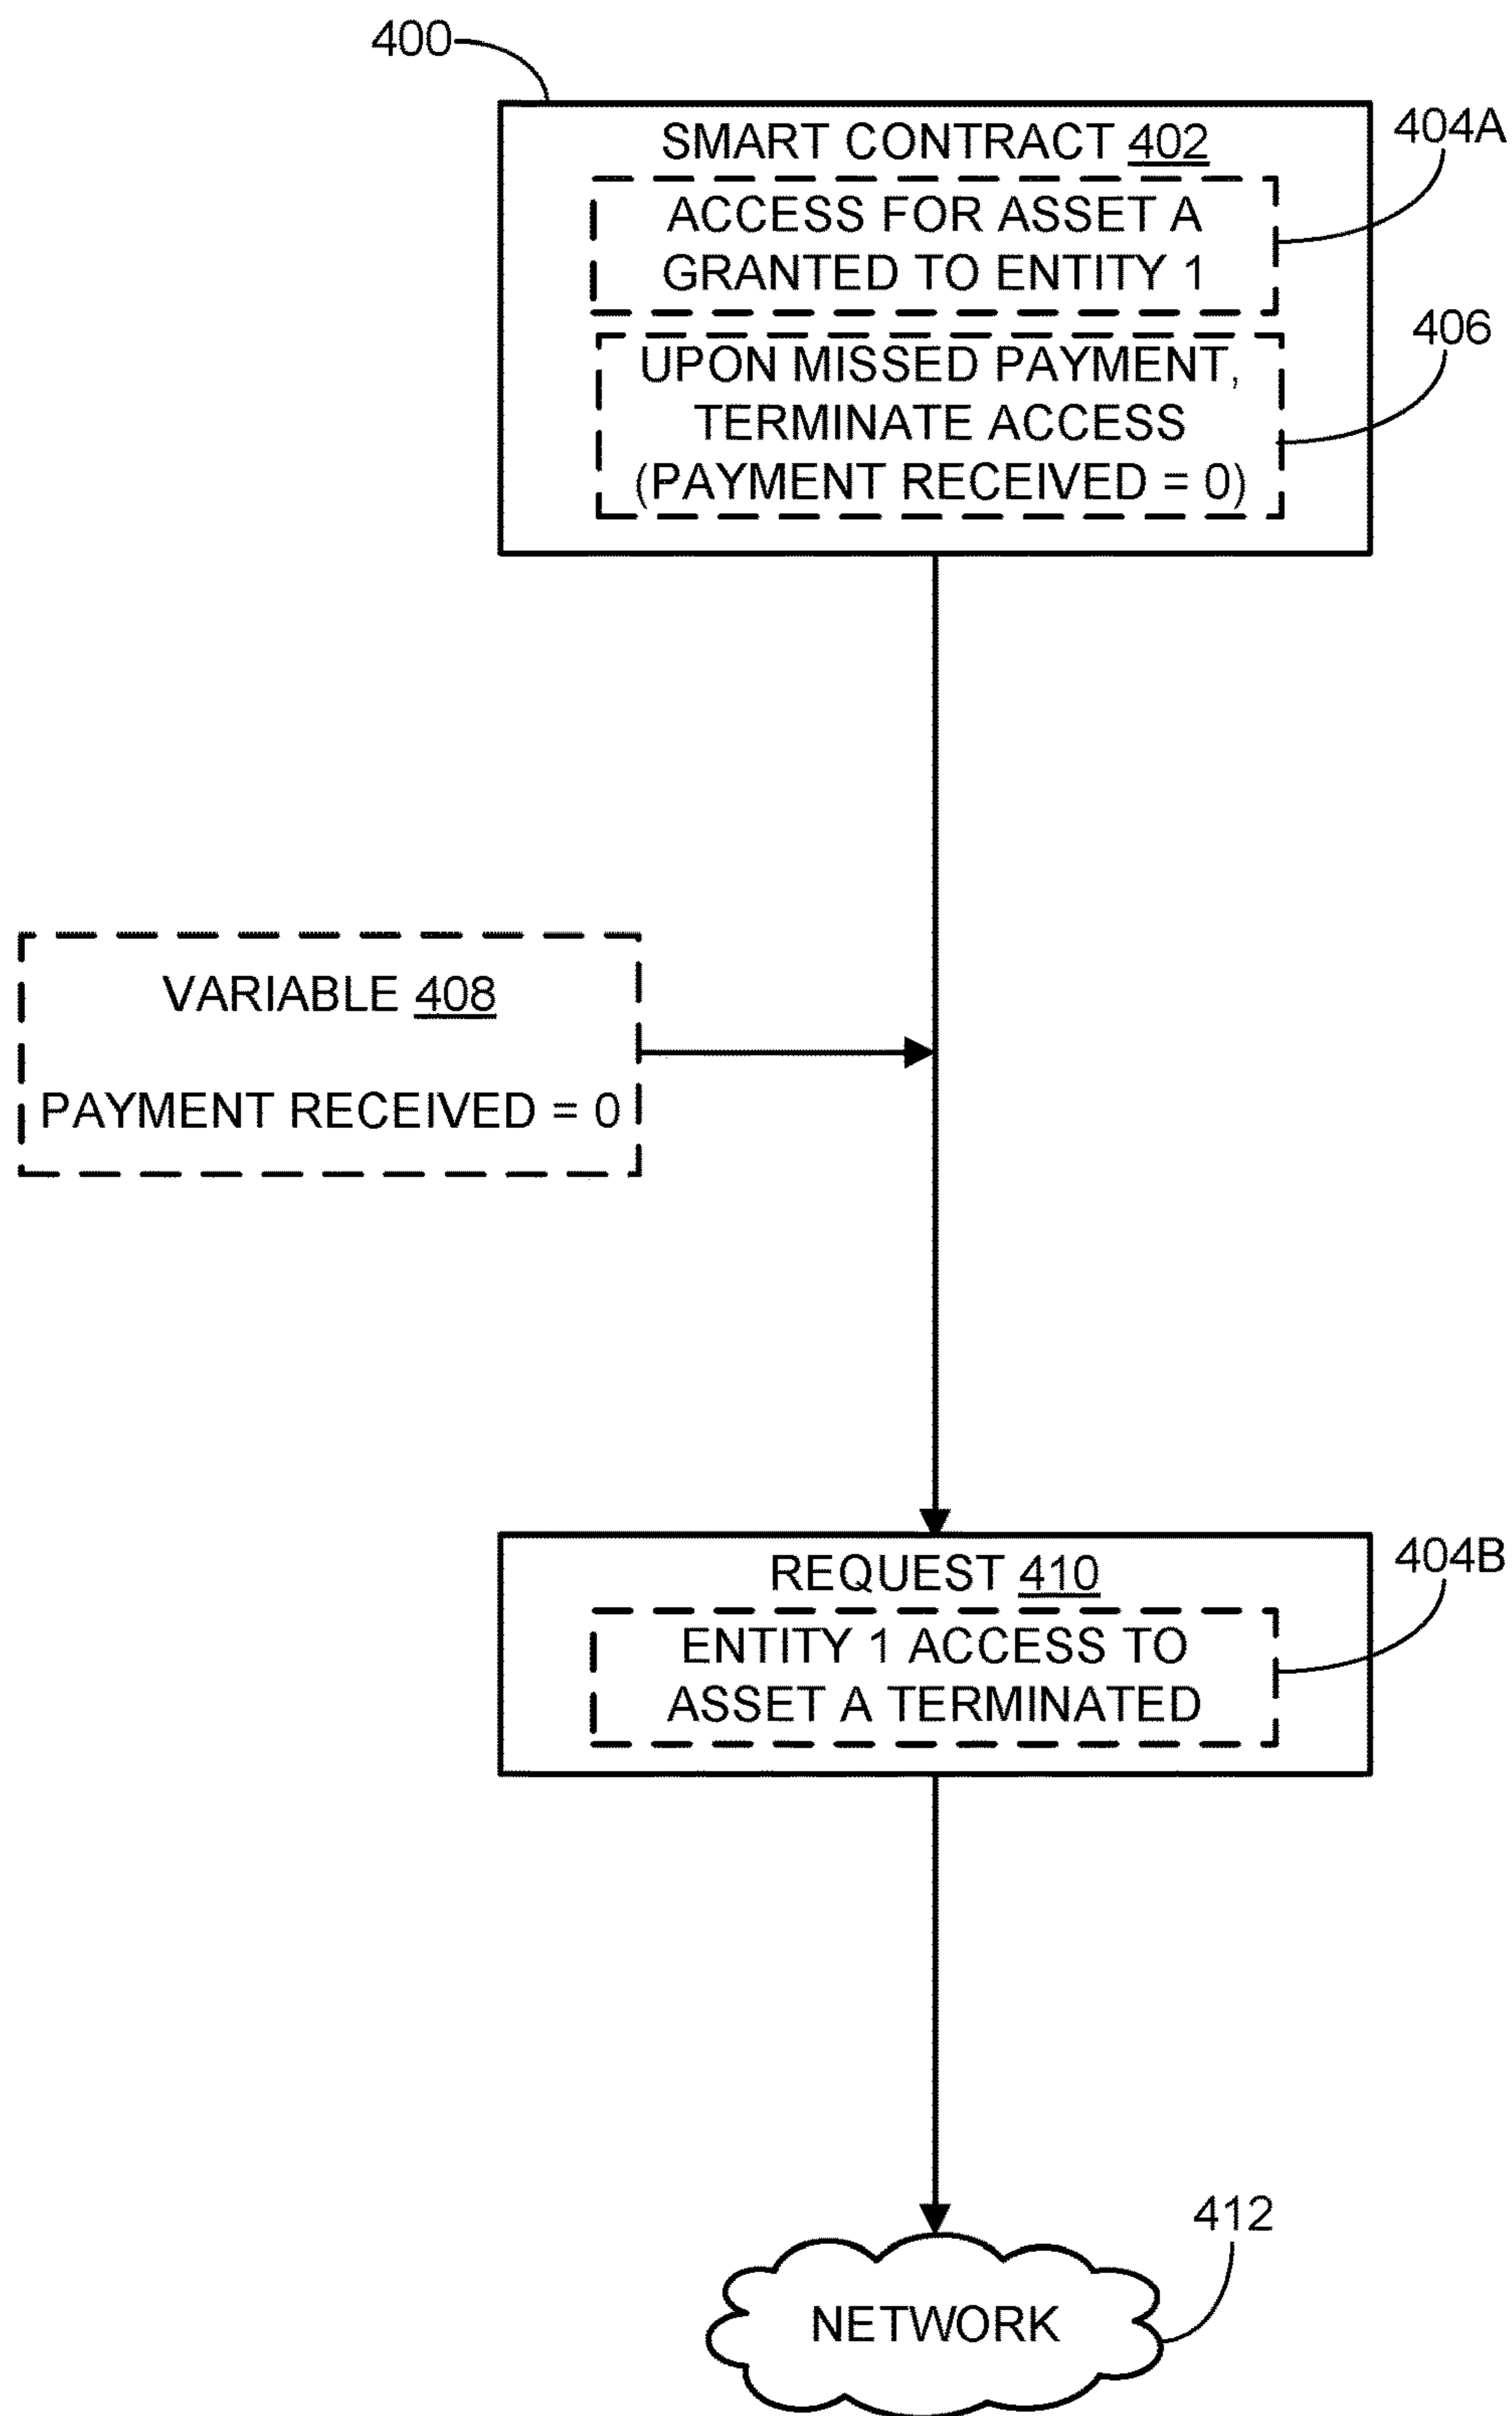 400
SMART CONTRACT 402
404A
ACCESS FOR ASSET A
GRANTED TO ENTITY 1
406
UPON MISSED PAYMENT,
TERMINATE ACCESS
(PAYMENT RECEIVED = 0)
VARIABLE 408
PAYMENT RECEIVED = 0
REQUEST 410
404B
ENTITY 1 ACCESS TO
ASSET A TERMINATED
412
NETWORK